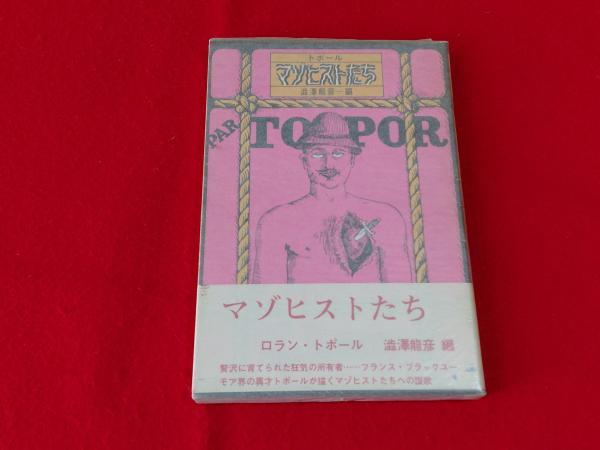 トポール
マゾヒストたち
澁澤龍彦—編
PAR TOPOR
マゾヒストたち
ロラン・トポール 澁澤龍彦 編
贅沢に育てられた狂気の所有者……フランス・ブラックユー
モア界の異才トポールが描くマゾヒストたちへの讃歌